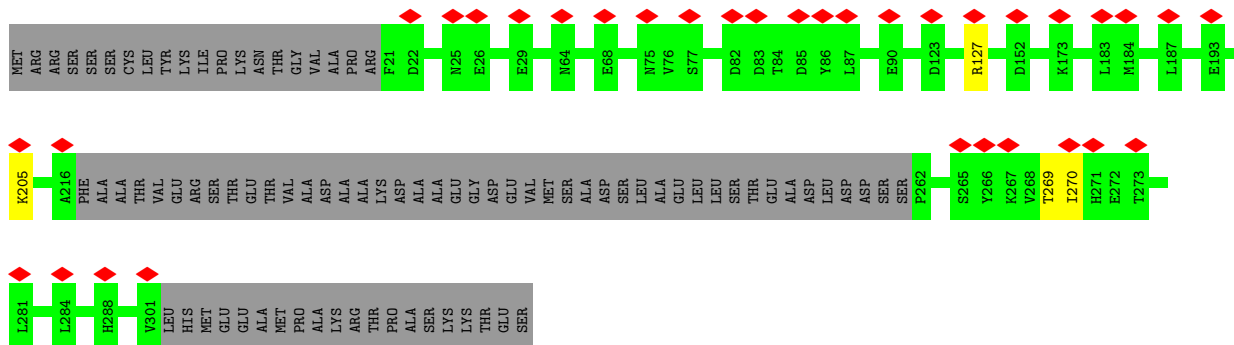 MET ARG ARG SER SER SER CYS LEU TYR LYS ILE PRO LYS ASN THR GLY VAL ALA PRO ARG F21 D22 N25 E26 E29 N64 E68 N75 V76 S77 D82 D83 T84 D85 Y86 L87 E90 D123 R127 D152 K173 L183 M184 L187 E193
K205 A216 PHE ALA ALA THR VAL GLU ARG SER THR GLU THR VAL ALA ASP ALA ALA LYS ASP ALA ALA GLU GLY ASP GLU VAL MET SER ALA ASP SER LEU ALA GLU LEU LEU SER THR GLU ALA ASP LEU ASP ASP SER SER P262 S265 Y266 K267 V268 T269 I270 H271 E272 T273
L281 L284 H288 V301 LEU HIS MET GLU GLU ALA MET PRO ALA LYS ARG THR PRO ALA SER LYS LYS THR GLU SER